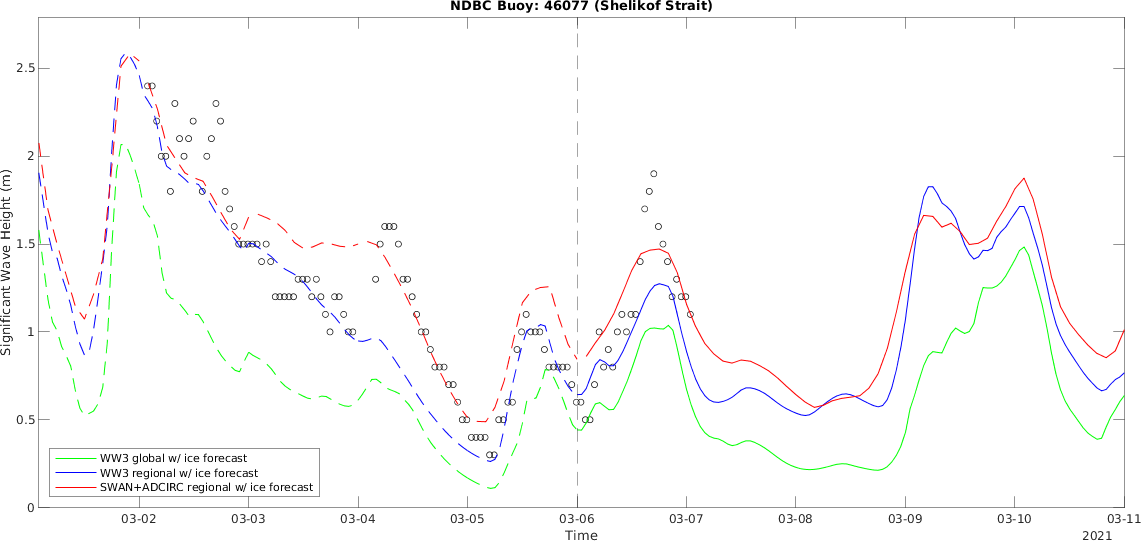 NDBC Buoy: 46077 (Shelikof Strait)
Significant Wave Height (m)
2.5
2
1.5
1
0.5
0
WW3 global w/ ice forecast
WW3 regional w/ ice forecast
SWAN+ADCIRC regional w/ ice forecast
03-02 03-03 03-04 03-05 03-06 03-07 03-08 03-09 03-10 03-11
Time
2021